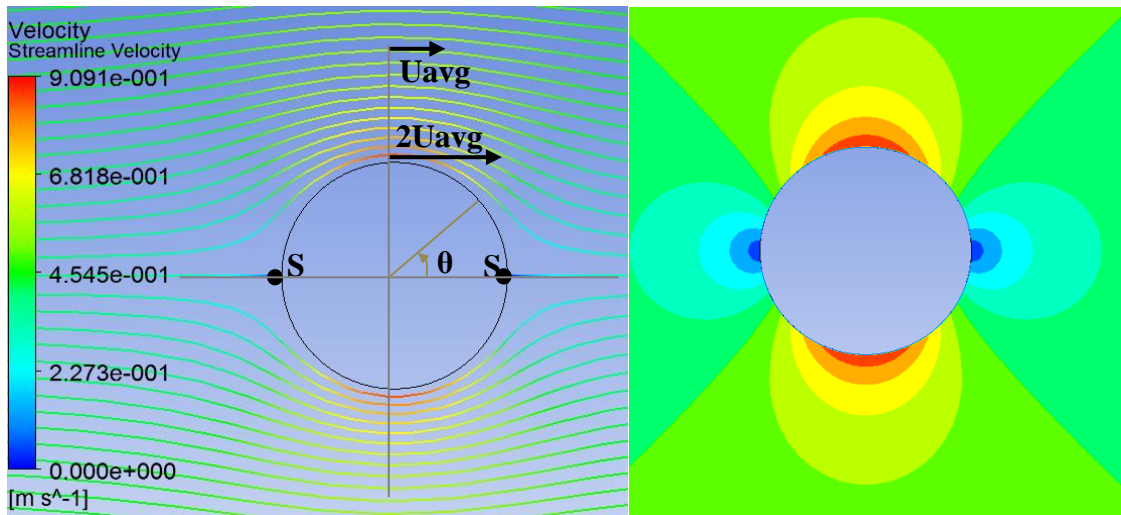 Velocity
Streamline Velocity
9.091e-001
6.818e-001
4.545e-001
2.273e-001
0.000e+000
[m s^-1]
Uavg
2Uavg
S
θ
S